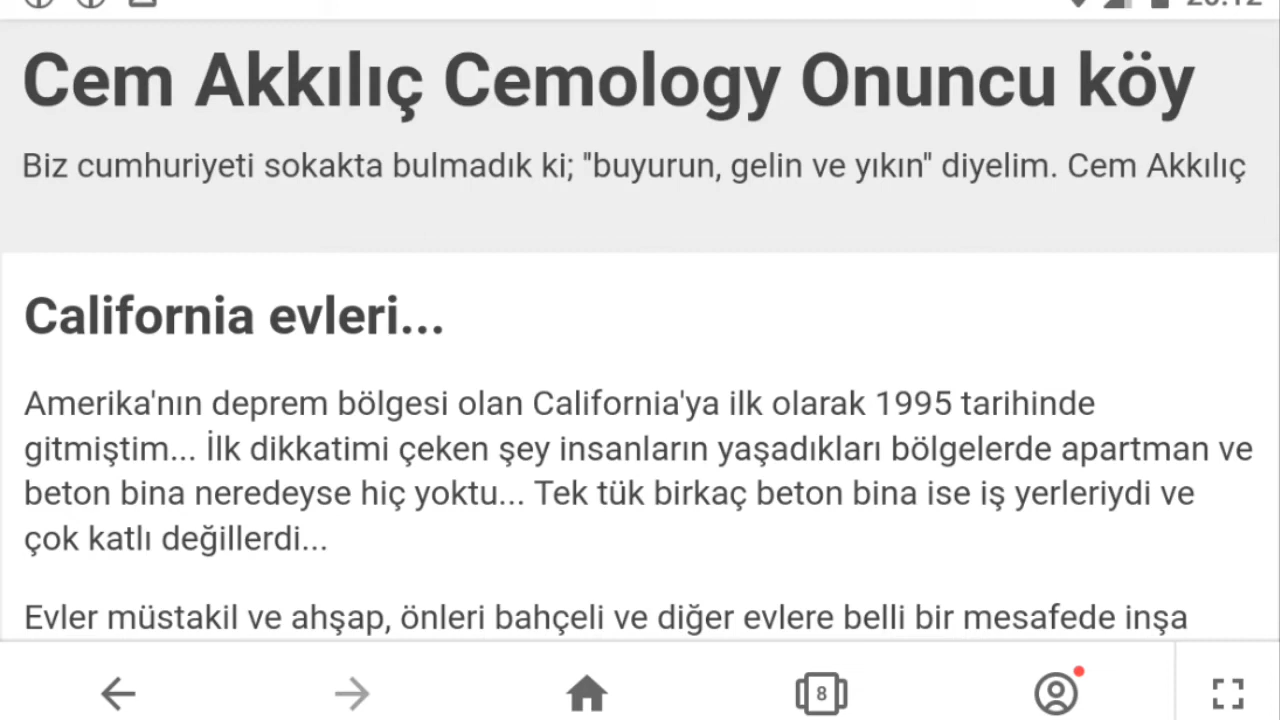 Cem Akkılıç Cemology Onuncu köy
Biz cumhuriyeti sokakta bulmadık ki; "buyurun, gelin ve yıkın" diyelim. Cem Akkılıç
California evleri...
Amerika'nın deprem bölgesi olan California'ya ilk olarak 1995 tarihinde
gitmiştim... İlk dikkatimi çeken şey insanların yaşadıkları bölgelerde apartman ve
beton bina neredeyse hiç yoktu... Tek tük birkaç beton bina ise iş yerleriydi ve
çok katlı değillerdi...
Evler müstakil ve ahşap, önleri bahçeli ve diğer evlere belli bir mesafede inşa
8